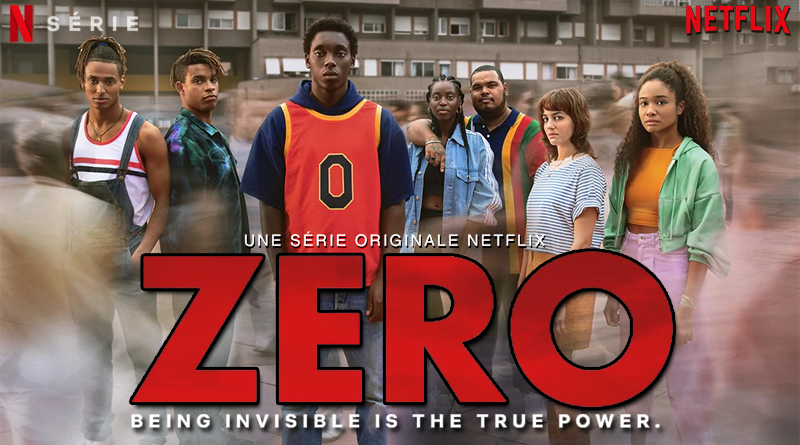 N SÉRIE
NETFLIX
0
UNE SÉRIE ORIGINALE NETFLIX
ZERO
BEING INVISIBLE IS THE TRUE POWER.